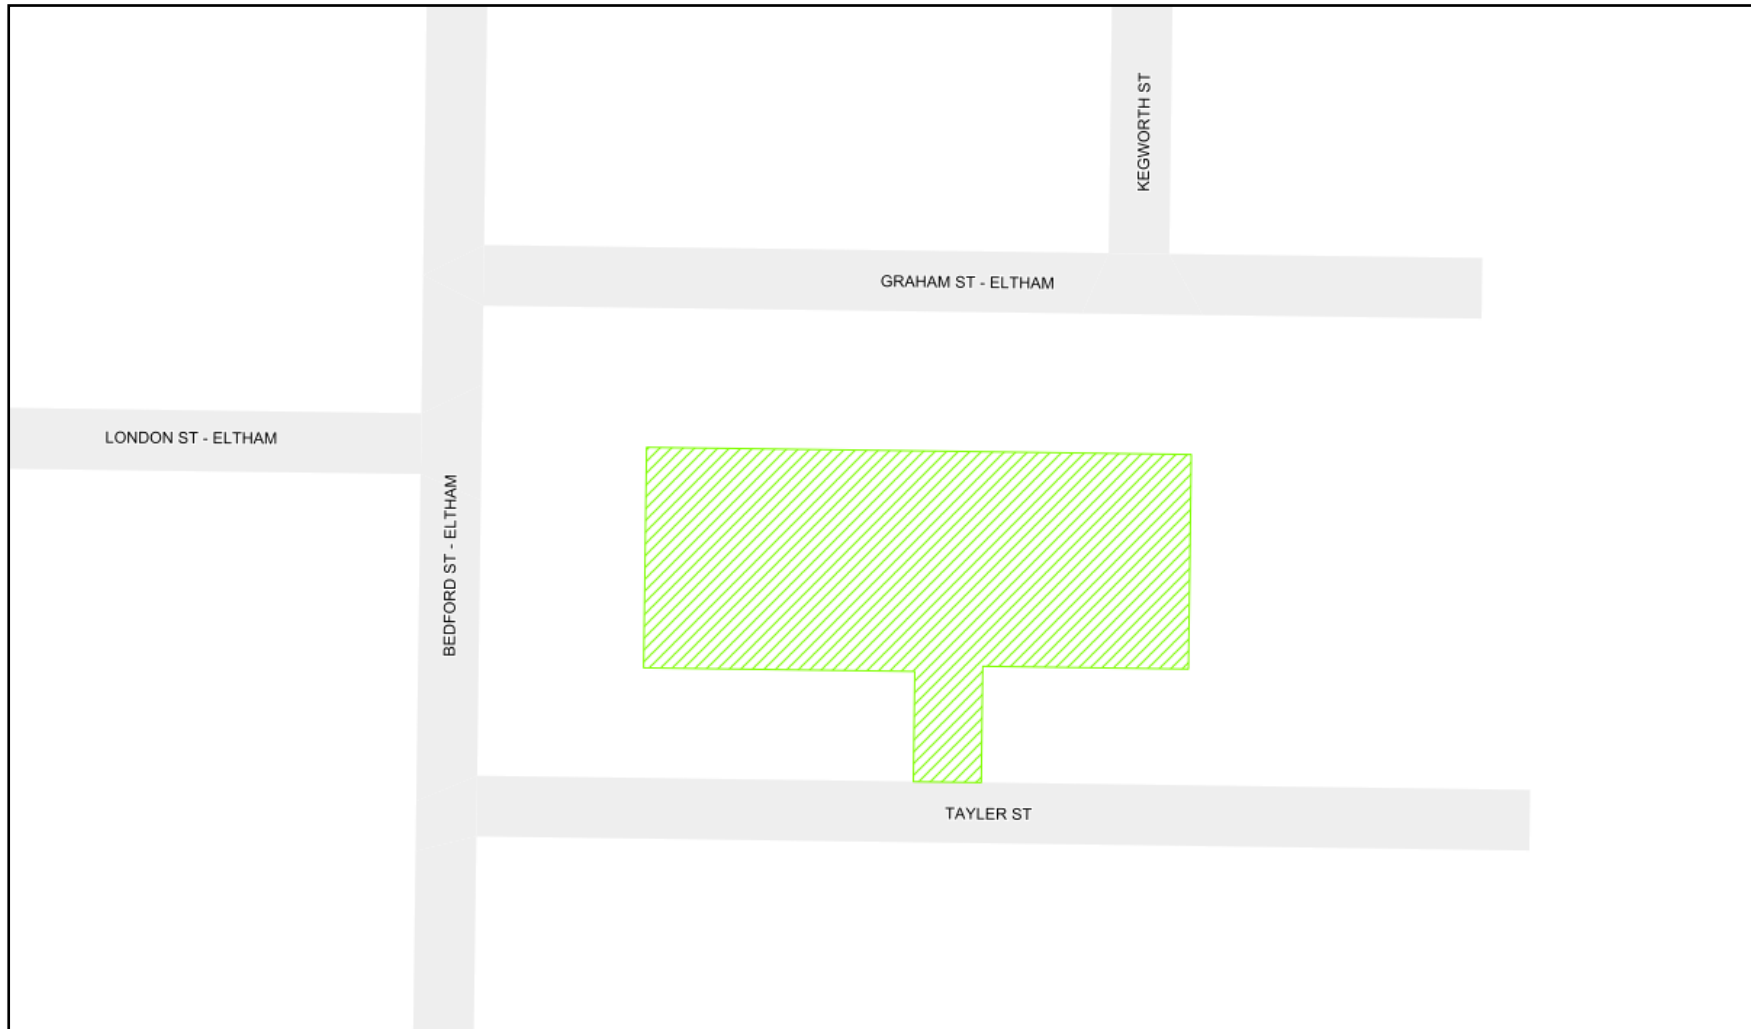 KEGWORTH ST
GRAHAM ST - ELTHAM
LONDON ST - ELTHAM
BEDFORD ST - ELTHAM
TAYLER ST